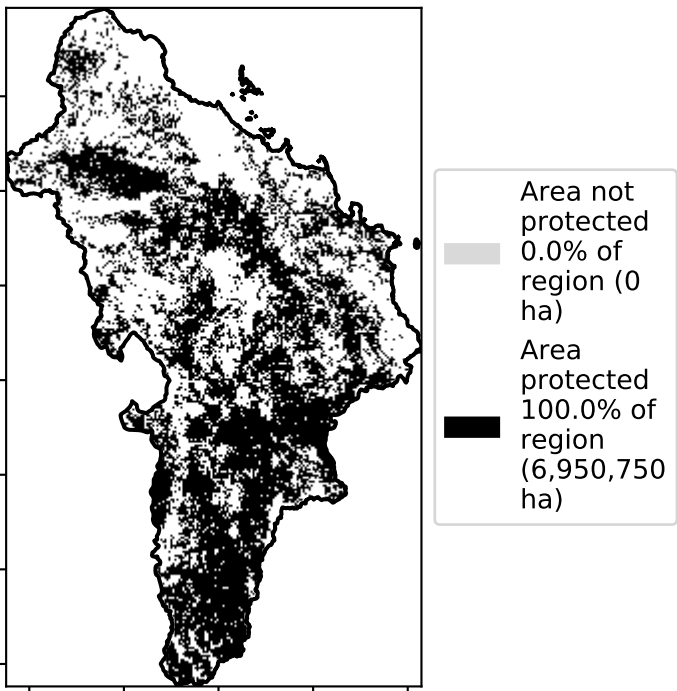 Area not
protected
0.0% of
region (0
ha)
Area
protected
100.0% of
region
(6,950,750
ha)